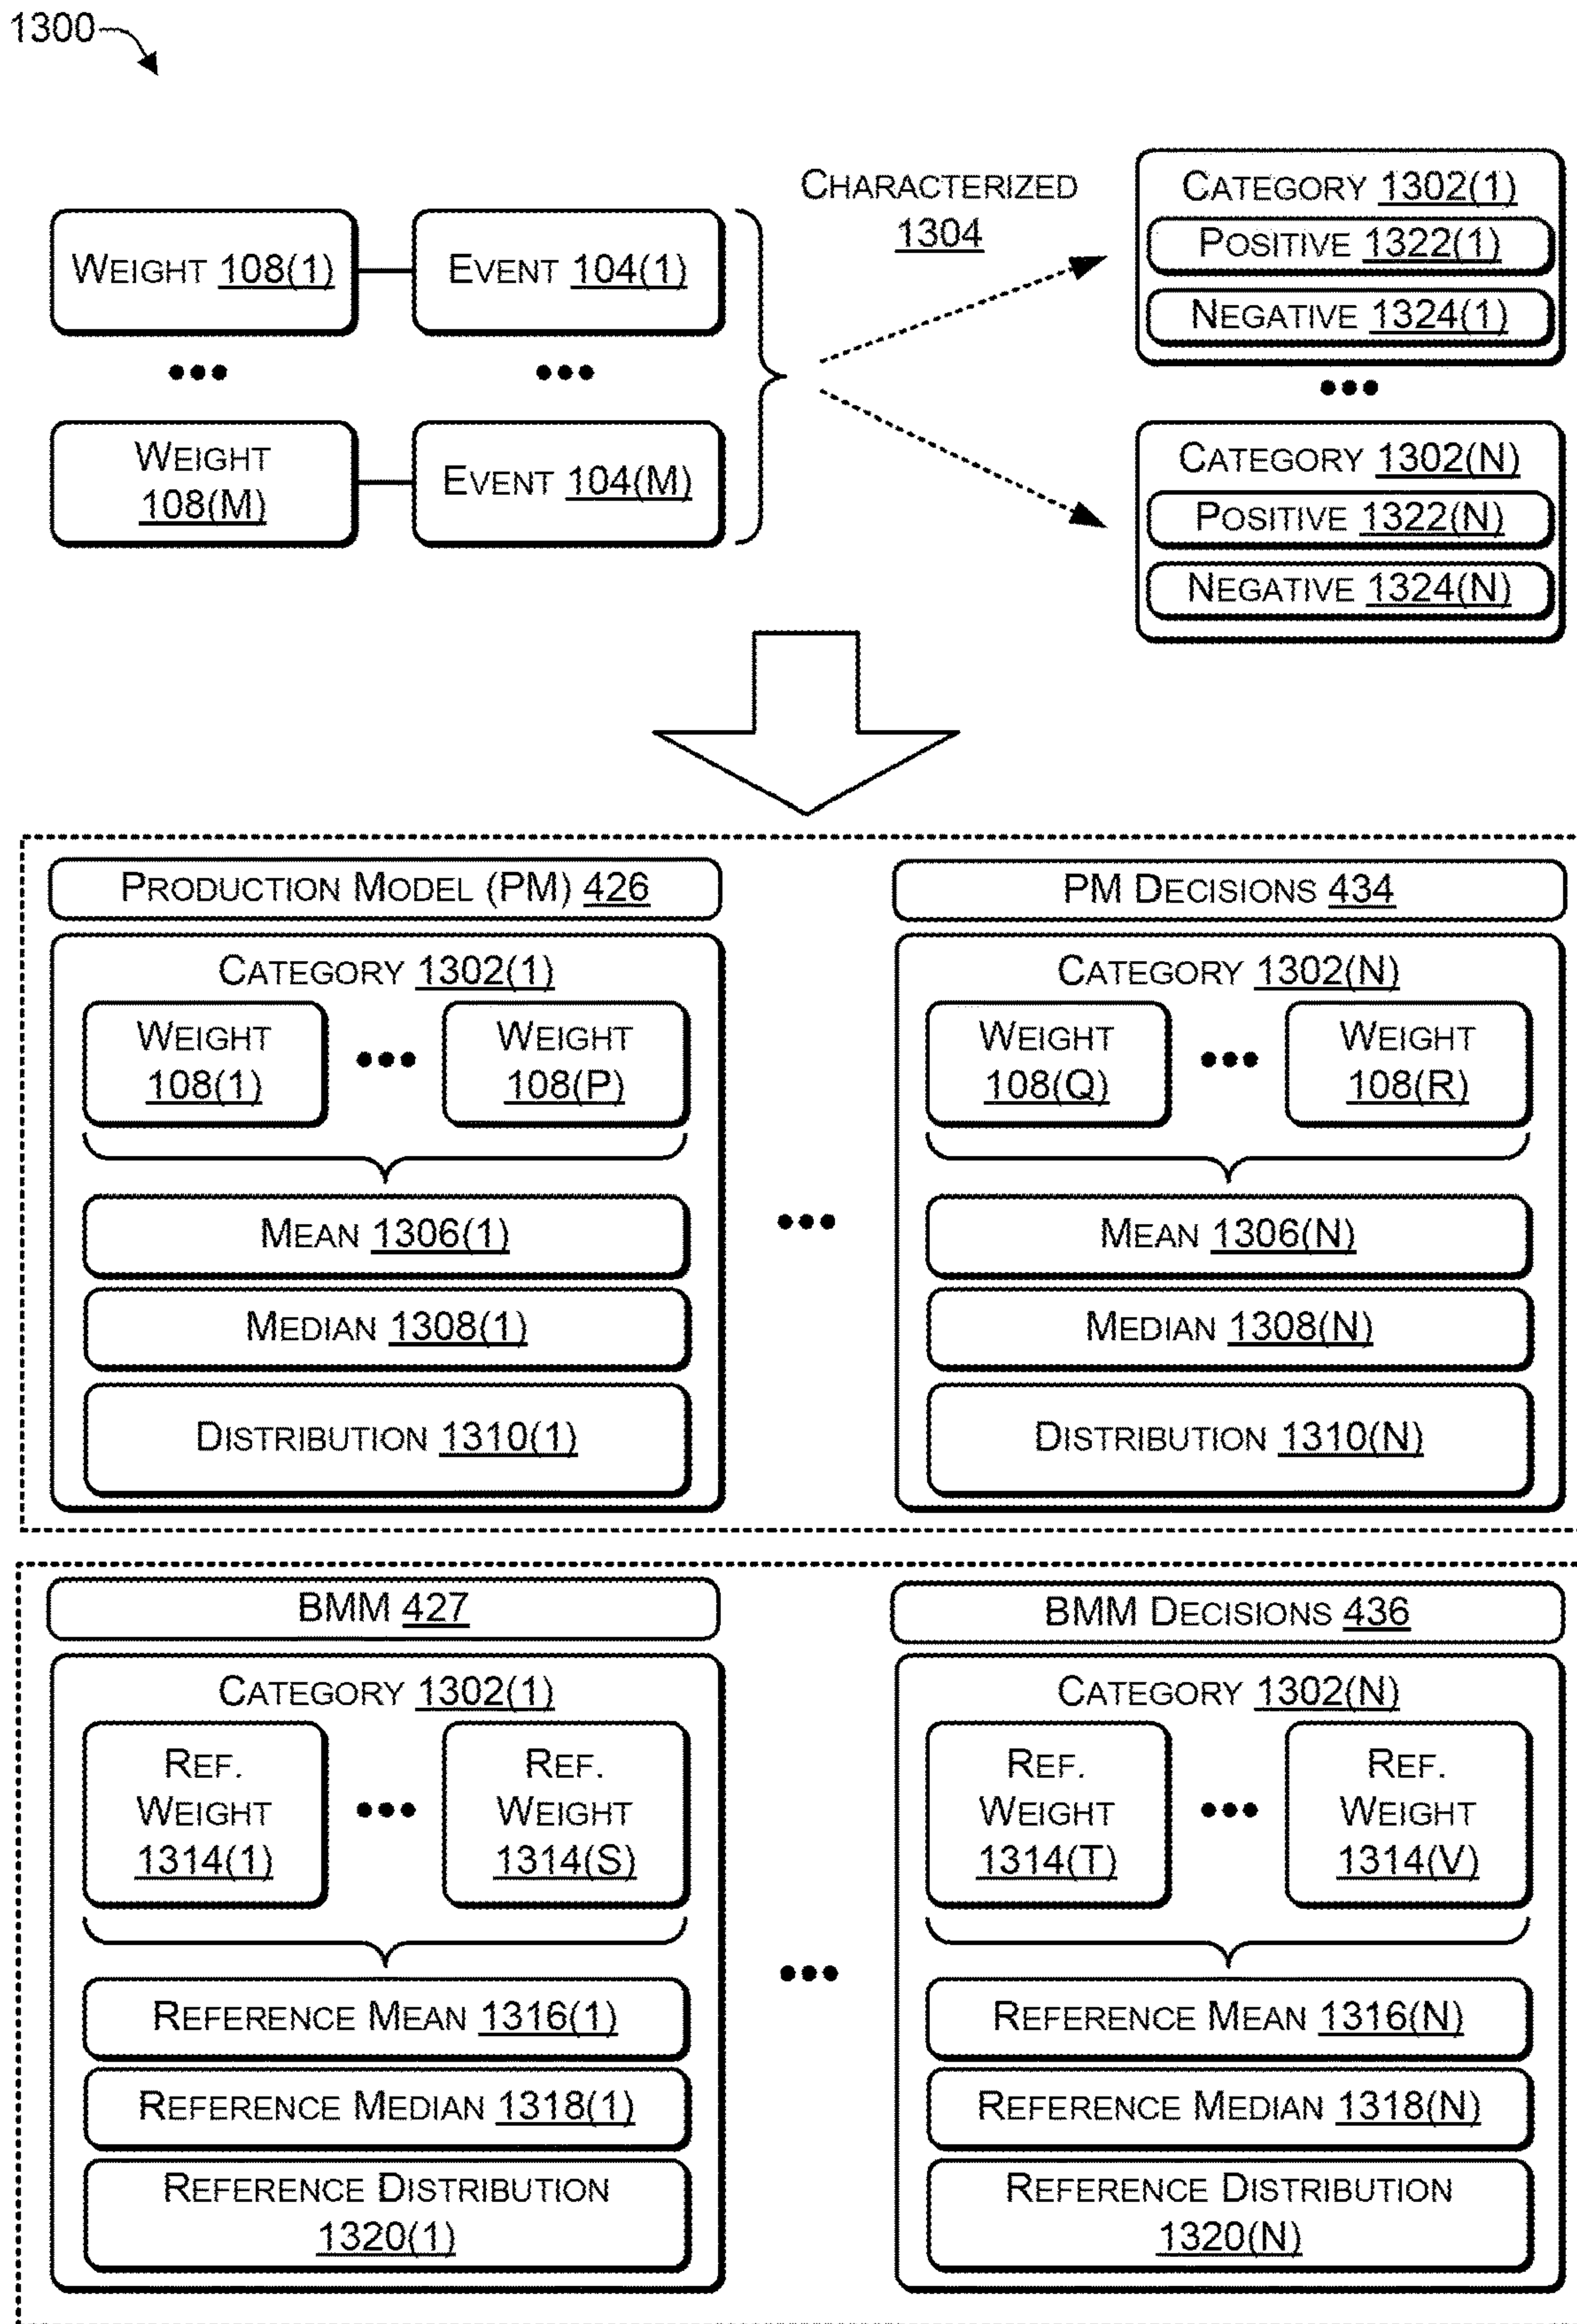 1300
CHARACTERIZED
1304
WEIGHT 108(1)
EVENT 104(1)
•••
•••
WEIGHT
108(M)
EVENT 104(M)
CATEGORY 1302(1)
POSITIVE 1322(1)
NEGATIVE 1324(1)
•••
CATEGORY 1302(N)
POSITIVE 1322(N)
NEGATIVE 1324(N)
PRODUCTION MODEL (PM) 426
PM DECISIONS 434
CATEGORY 1302(1)
WEIGHT
108(1)
•••
WEIGHT
108(P)
MEAN 1306(1)
MEDIAN 1308(1)
DISTRIBUTION 1310(1)
•••
CATEGORY 1302(N)
WEIGHT
108(Q)
•••
WEIGHT
108(R)
MEAN 1306(N)
MEDIAN 1308(N)
DISTRIBUTION 1310(N)
BMM 427
BMM DECISIONS 436
CATEGORY 1302(1)
REF.
WEIGHT
1314(1)
•••
REF.
WEIGHT
1314(S)
REFERENCE MEAN 1316(1)
REFERENCE MEDIAN 1318(1)
REFERENCE DISTRIBUTION
1320(1)
•••
CATEGORY 1302(N)
REF.
WEIGHT
1314(T)
•••
REF.
WEIGHT
1314(V)
REFERENCE MEAN 1316(N)
REFERENCE MEDIAN 1318(N)
REFERENCE DISTRIBUTION
1320(N)